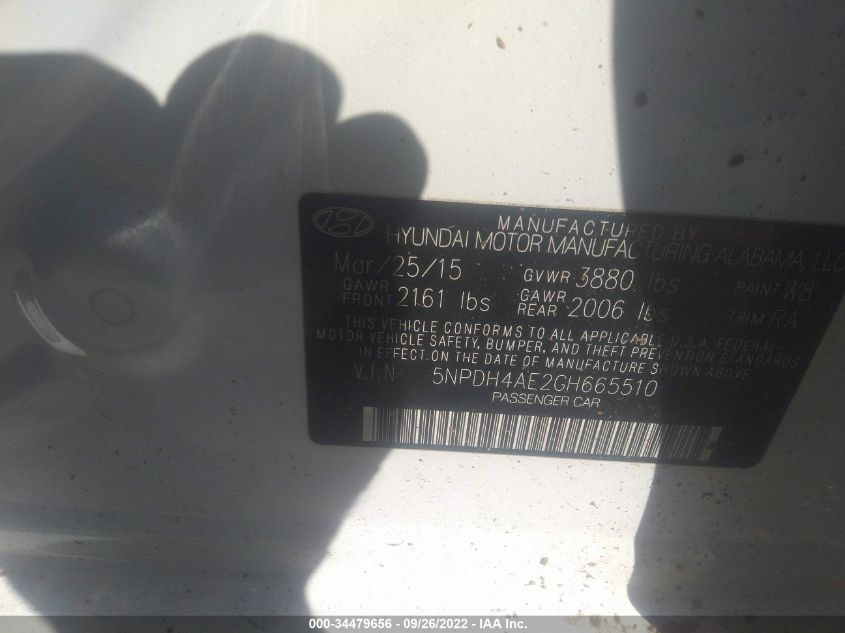 MANUFACTURED BY
HYUNDAI MOTOR MANUFACTURING ALABAMA, LLC
Mar/25/15 GVWR 3880 lbs PAINT W8
GAWR FRONT 2161 lbs GAWR REAR 2006 lbs TRIM RA
THIS VEHICLE CONFORMS TO ALL APPLICABLE U.S.A. FEDERAL
MOTOR VEHICLE SAFETY, BUMPER, AND THEFT PREVENTION STANDARDS
IN EFFECT ON THE DATE OF MANUFACTURE SHOWN ABOVE
V.I.N. 5NPDH4AE2GH665510
PASSENGER CAR
000-34479656 - 09/26/2022 - IAA Inc.